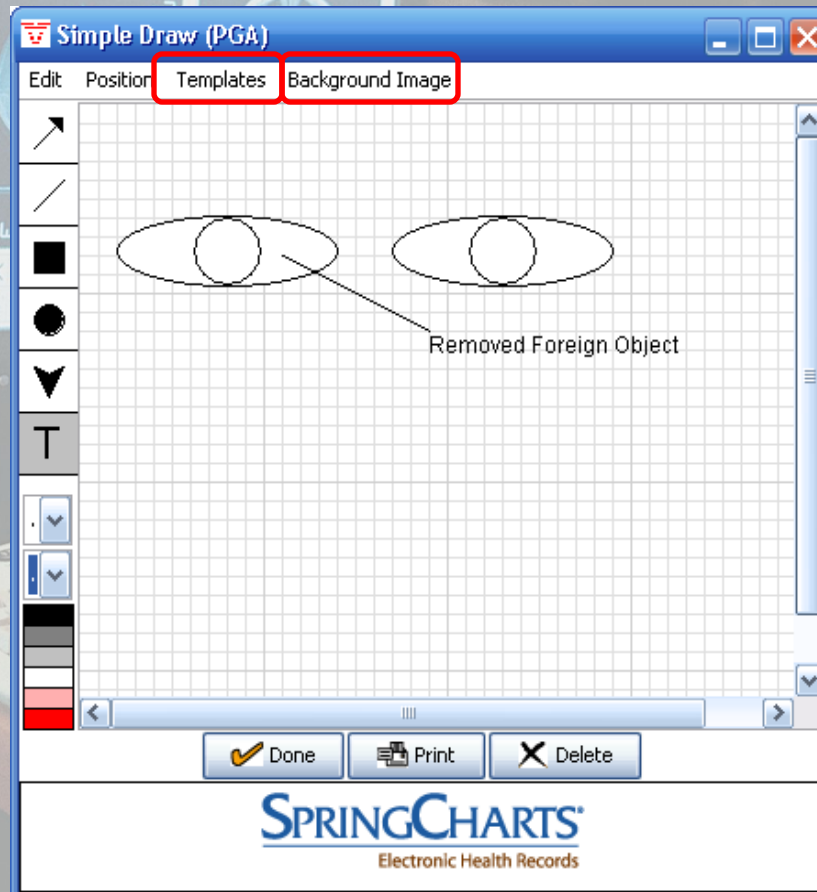 Simple Draw (PGA)
Edit Position Templates Background Image
T
Removed Foreign Object
Done Print Delete
SPRINGCHARTS®
Electronic Health Records